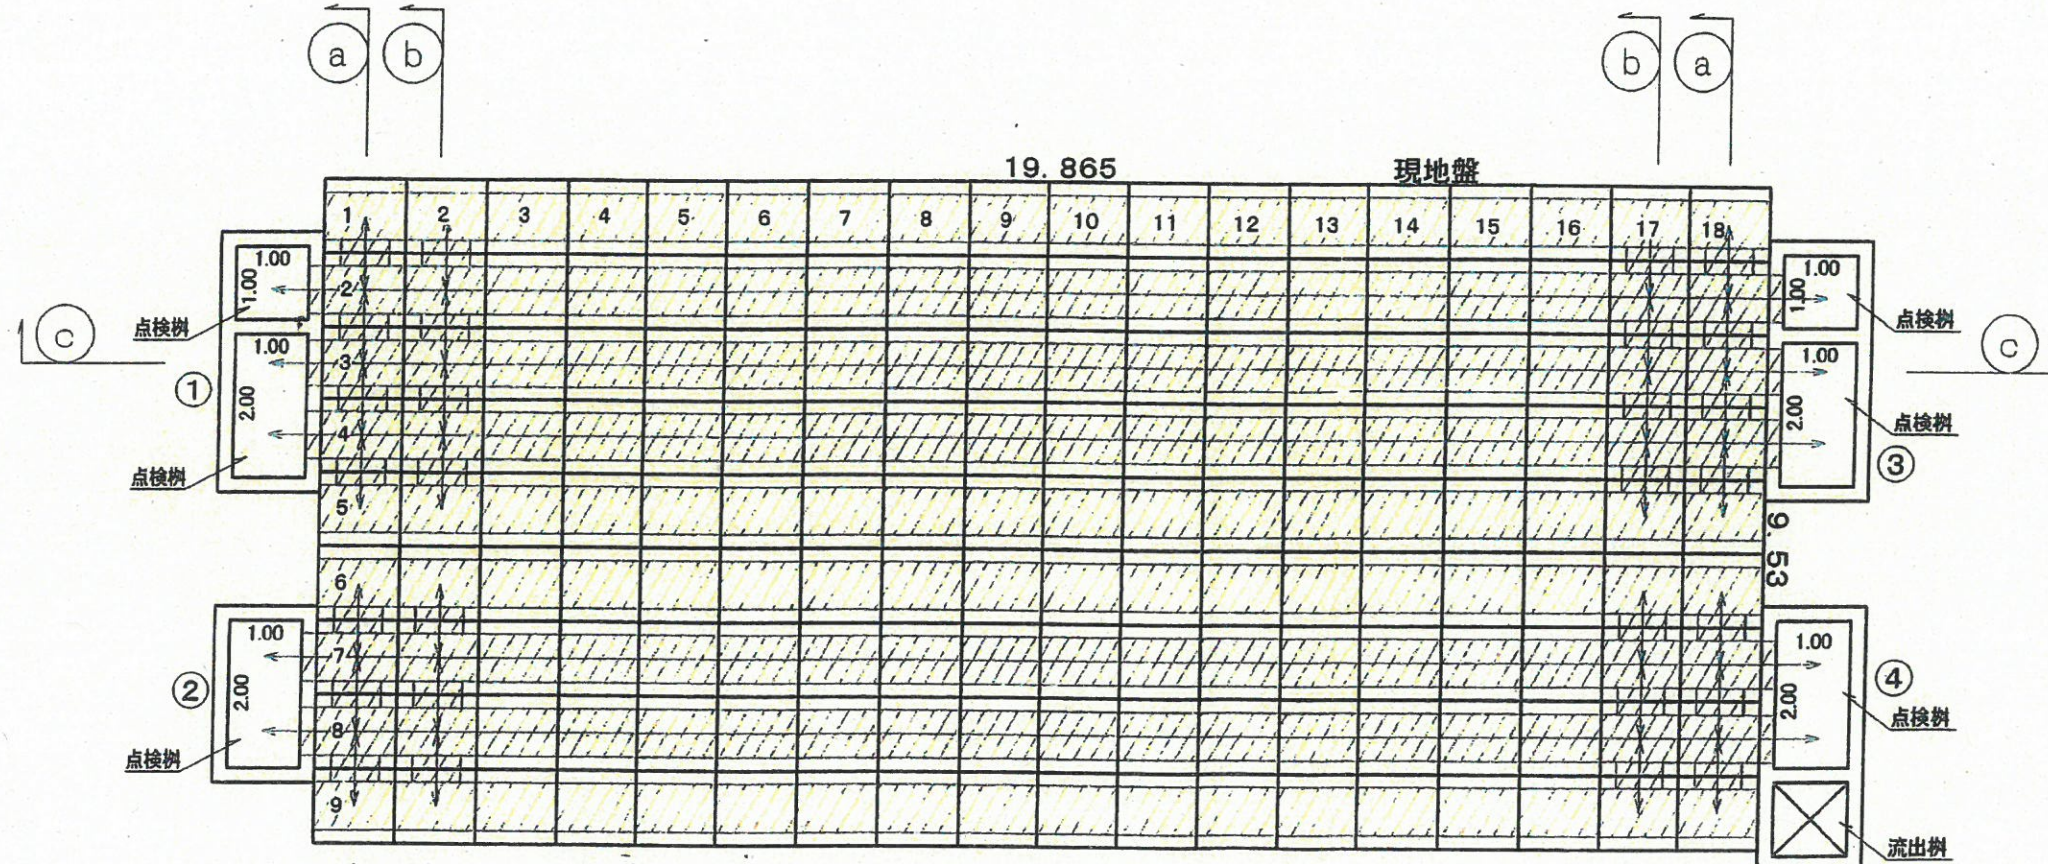 a b b a
19.865 現地盤
1 2 3 4 5 6 7 8 9 10 11 12 13 14 15 16 17 18
1.00 1.00
1.00 2 1.00
点検桝 点検桝
c c
1.00 3 1.00
① 2.00 2.00 点検桝
4
点検桝 ③
5
9.53
6
1.00 1.00
7
② 2.00 2.00 ④
8 点検桝
点検桝
9
流出桝